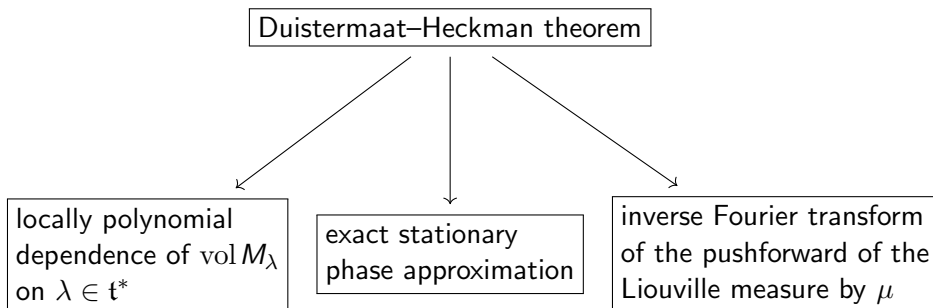 Duistermaat–Heckman theorem
locally polynomial
dependence of vol M_λ
on λ ∈ 𝔱*
exact stationary
phase approximation
inverse Fourier transform
of the pushforward of the
Liouville measure by μ